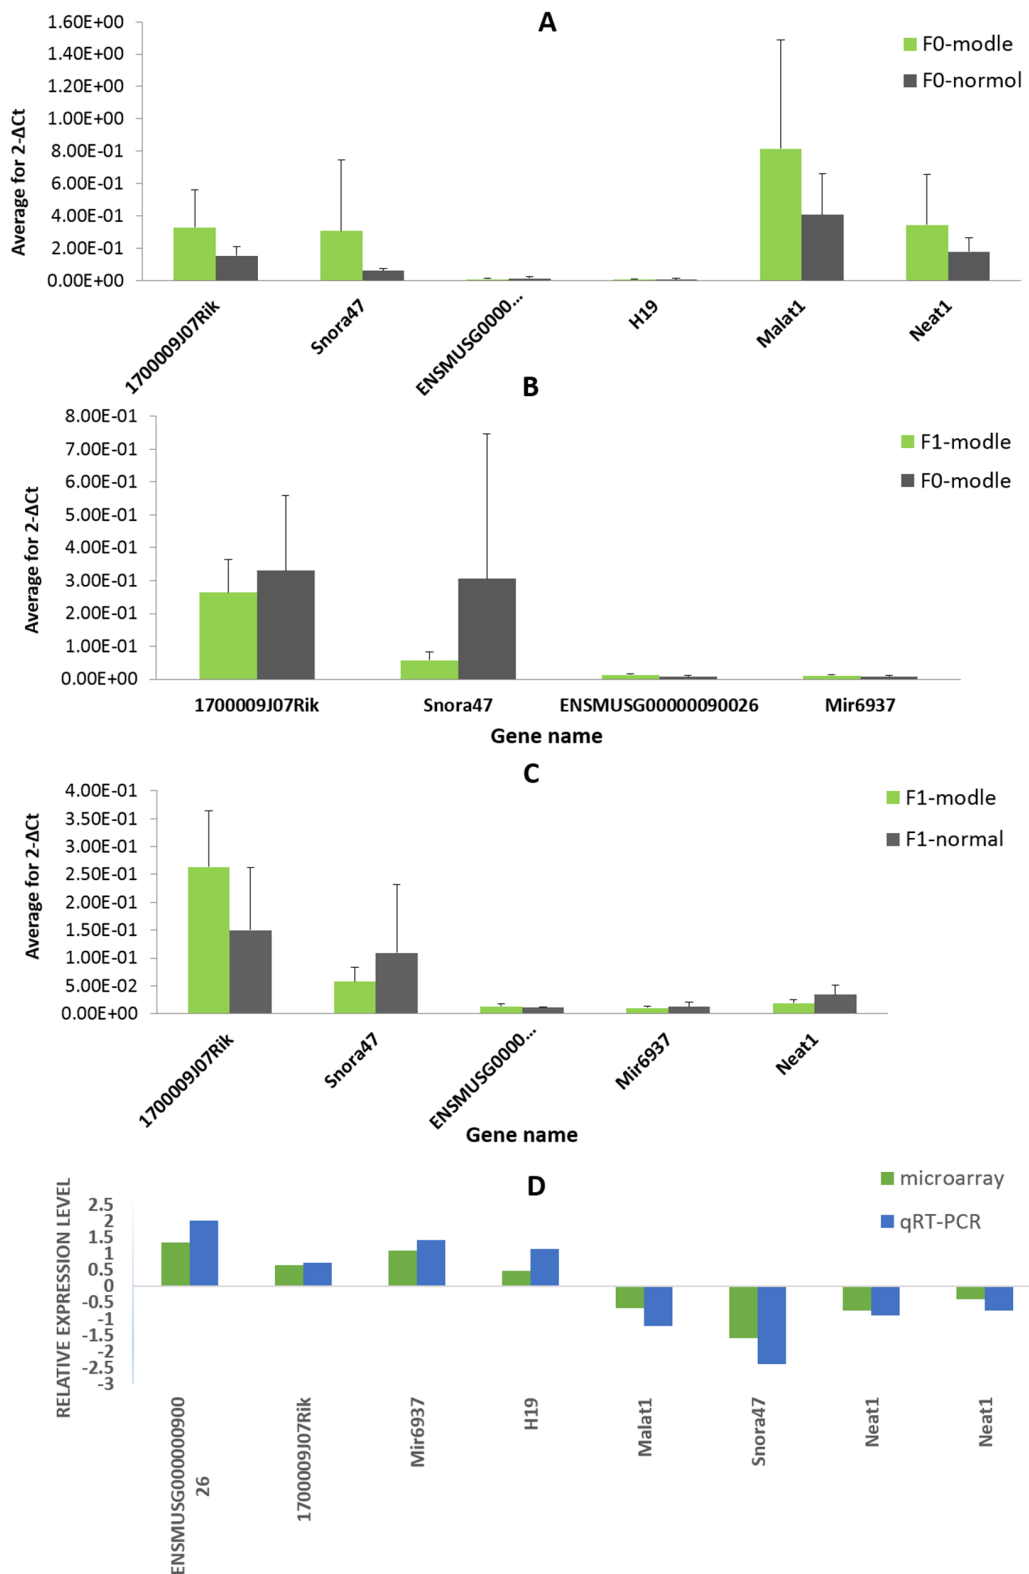 A
F0-modle
F0-normol
Average for 2-ΔCt
1.60E+00
1.40E+00
1.20E+00
1.00E+00
8.00E-01
6.00E-01
4.00E-01
2.00E-01
0.00E+00
1700009J07Rik
Snora47
ENSMUSG0000...
H19
Malat1
Neat1
B
F1-modle
F0-modle
Average for 2-ΔCt
8.00E-01
7.00E-01
6.00E-01
5.00E-01
4.00E-01
3.00E-01
2.00E-01
1.00E-01
0.00E+00
1700009J07Rik
Snora47
ENSMUSG00000090026
Mir6937
Gene name
C
F1-modle
F1-normal
Average for 2-ΔCt
4.00E-01
3.50E-01
3.00E-01
2.50E-01
2.00E-01
1.50E-01
1.00E-01
5.00E-02
0.00E+00
1700009J07Rik
Snora47
ENSMUSG0000...
Mir6937
Neat1
Gene name
D
microarray
qRT-PCR
RELATIVE EXPRESSION LEVEL
2.5
2
1.5
1
0.5
0
-0.5
-1
-1.5
-2
-2.5
-3
ENSMUSG000000900
26
1700009J07Rik
Mir6937
H19
Malat1
Snora47
Neat1
Neat1